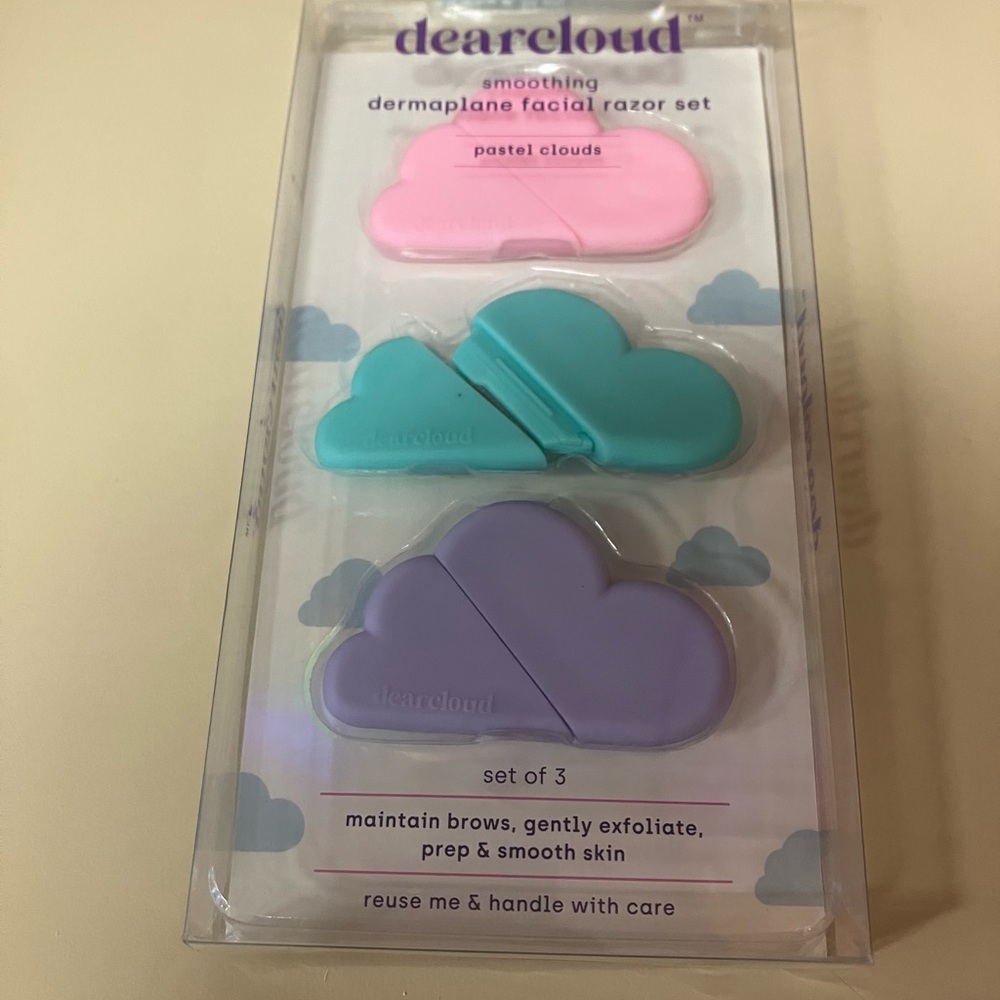 dearcloud™
smoothing
dermaplane facial razor set
pastel clouds
dearcloud
dearcloud
dearcloud
set of 3
maintain brows, gently exfoliate,
prep & smooth skin
reuse me & handle with care